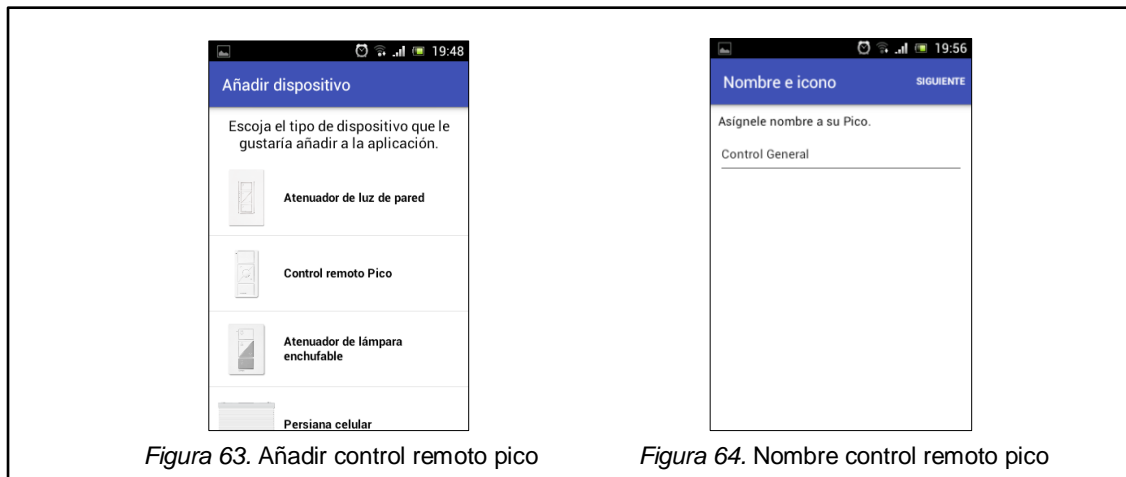 19:48
Añadir dispositivo
Escoja el tipo de dispositivo que le
gustaría añadir a la aplicación.
Atenuador de luz de pared
Control remoto Pico
Atenuador de lámpara
enchufable
Persiana celular
Figura 63. Añadir control remoto pico
19:56
Nombre e icono
SIGUIENTE
Asígnele nombre a su Pico.
Control General
Figura 64. Nombre control remoto pico